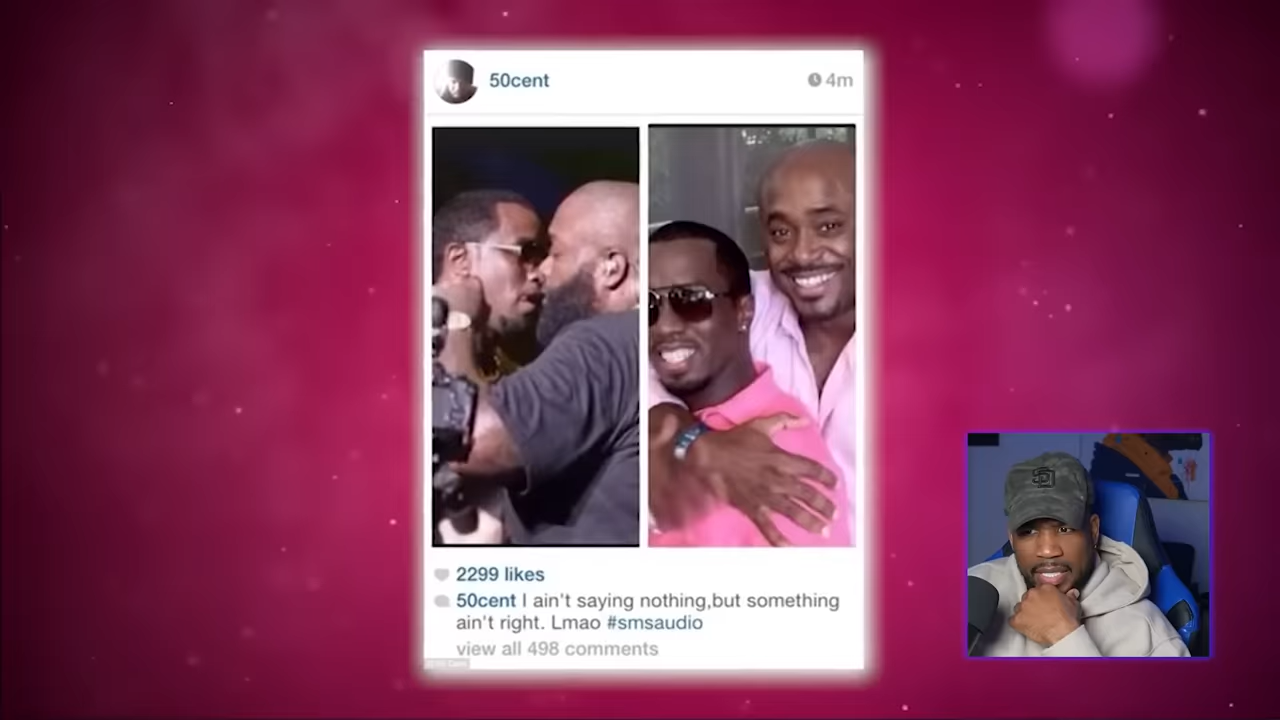 50cent
4m
2299 likes
50cent I ain't saying nothing,but something
ain't right. Lmao #smsaudio
view all 498 comments